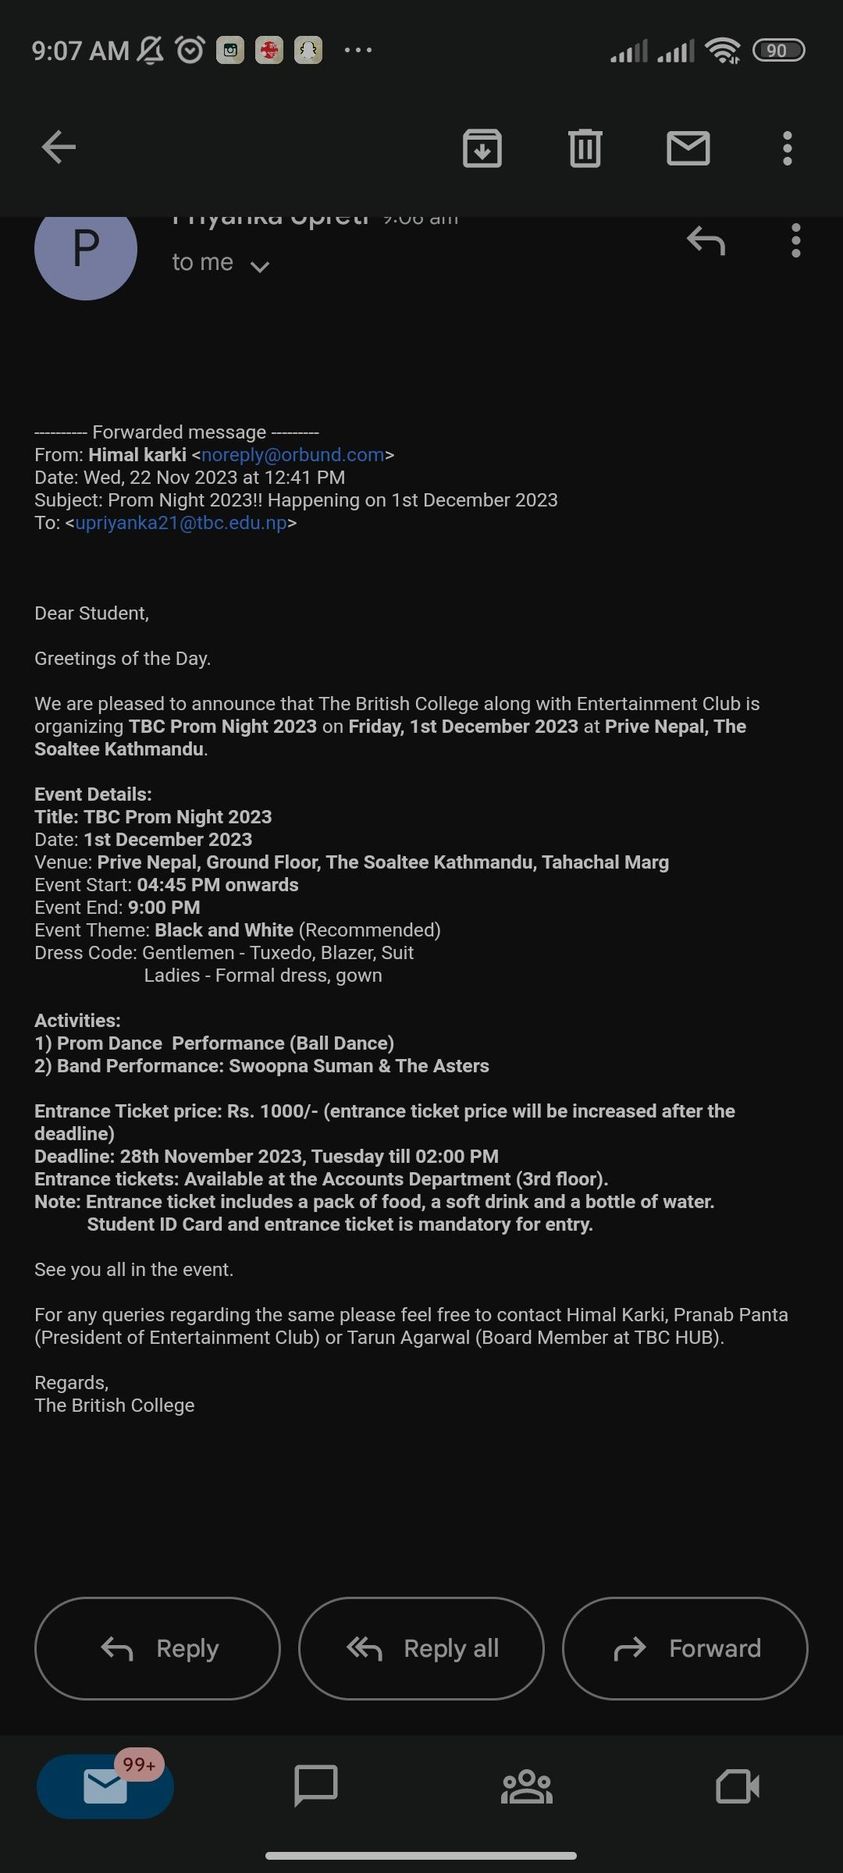 9:07 AM
90
Priyanka Upreti 9:06 am
P
to me
---------- Forwarded message ---------
From: Himal karki <noreply@orbund.com>
Date: Wed, 22 Nov 2023 at 12:41 PM
Subject: Prom Night 2023!! Happening on 1st December 2023
To: <upriyanka21@tbc.edu.np>
Dear Student,
Greetings of the Day.
We are pleased to announce that The British College along with Entertainment Club is
organizing TBC Prom Night 2023 on Friday, 1st December 2023 at Prive Nepal, The
Soaltee Kathmandu.
Event Details:
Title: TBC Prom Night 2023
Date: 1st December 2023
Venue: Prive Nepal, Ground Floor, The Soaltee Kathmandu, Tahachal Marg
Event Start: 04:45 PM onwards
Event End: 9:00 PM
Event Theme: Black and White (Recommended)
Dress Code: Gentlemen - Tuxedo, Blazer, Suit
Ladies - Formal dress, gown
Activities:
1) Prom Dance  Performance (Ball Dance)
2) Band Performance: Swoopna Suman & The Asters
Entrance Ticket price: Rs. 1000/- (entrance ticket price will be increased after the
deadline)
Deadline: 28th November 2023, Tuesday till 02:00 PM
Entrance tickets: Available at the Accounts Department (3rd floor).
Note: Entrance ticket includes a pack of food, a soft drink and a bottle of water.
Student ID Card and entrance ticket is mandatory for entry.
See you all in the event.
For any queries regarding the same please feel free to contact Himal Karki, Pranab Panta
(President of Entertainment Club) or Tarun Agarwal (Board Member at TBC HUB).
Regards,
The British College
Reply
Reply all
Forward
99+